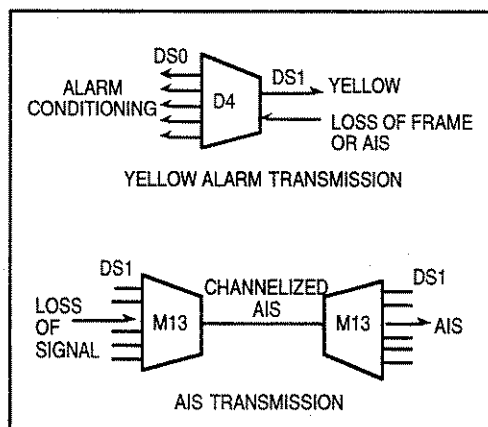 DS0
DS1
ALARM
CONDITIONING
D4
YELLOW
LOSS OF FRAME
OR AIS
YELLOW ALARM TRANSMISSION
DS1
CHANNELIZED
AIS
DS1
LOSS
OF
SIGNAL
M13
M13
AIS
AIS TRANSMISSION